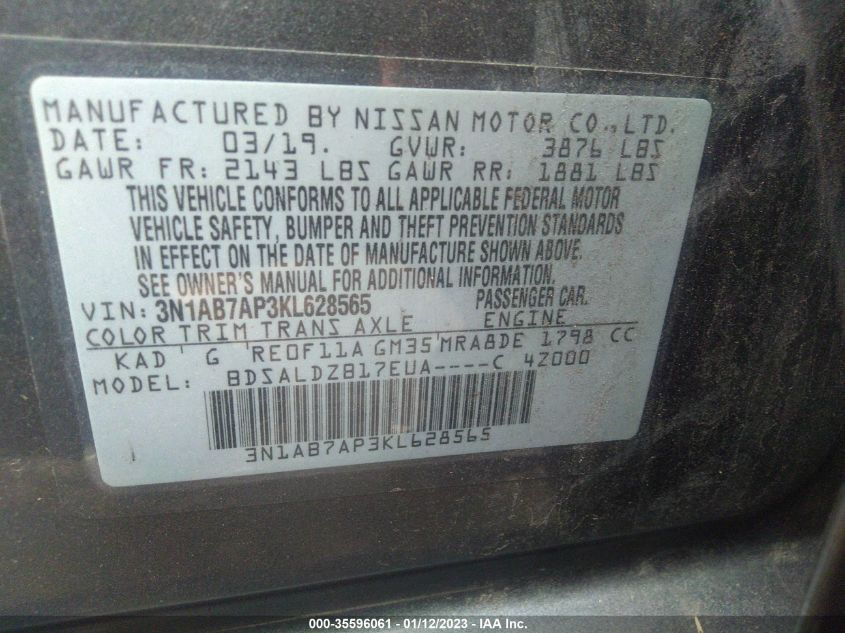 MANUFACTURED BY NISSAN MOTOR CO., LTD.
DATE: 03/19. GVWR: 3876 LBS
GAWR FR: 2143 LBS GAWR RR: 1881 LBS
THIS VEHICLE CONFORMS TO ALL APPLICABLE FEDERAL MOTOR
VEHICLE SAFETY, BUMPER AND THEFT PREVENTION STANDARDS
IN EFFECT ON THE DATE OF MANUFACTURE SHOWN ABOVE.
SEE OWNER'S MANUAL FOR ADDITIONAL INFORMATION.
VIN: 3N1AB7AP3KL628565 PASSENGER CAR.
COLOR TRIM TRANS AXLE ENGINE
KAD G RE0F11A GM35 MRA8DE 1798 CC
MODEL: BDSALDZB17EUA----C 4Z000
3N1AB7AP3KL628565
000-35596061 - 01/12/2023 - © IAA Inc.